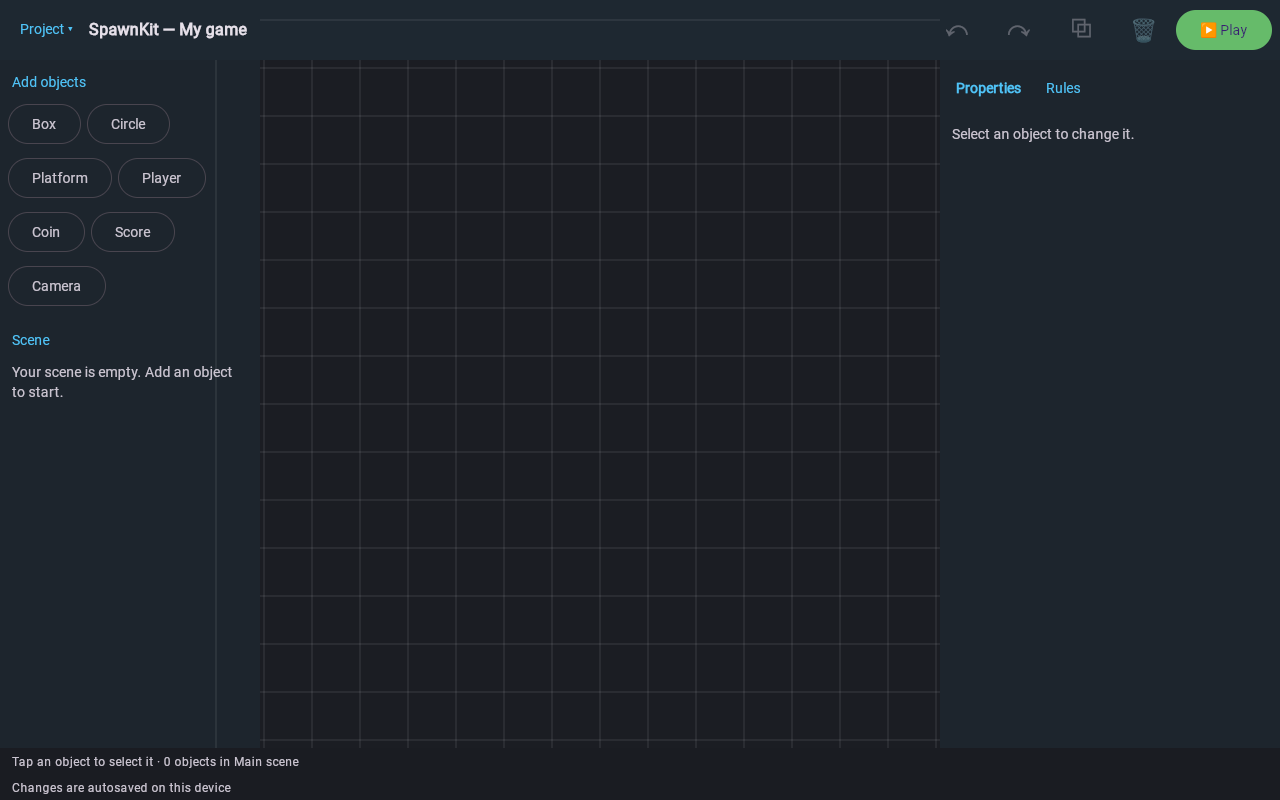 Project ▾ SpawnKit — My game
▶ Play
Add objects
Box Circle
Platform Player
Coin Score
Camera
Scene
Your scene is empty. Add an object
to start.
Properties Rules
Select an object to change it.
Tap an object to select it · 0 objects in Main scene
Changes are autosaved on this device